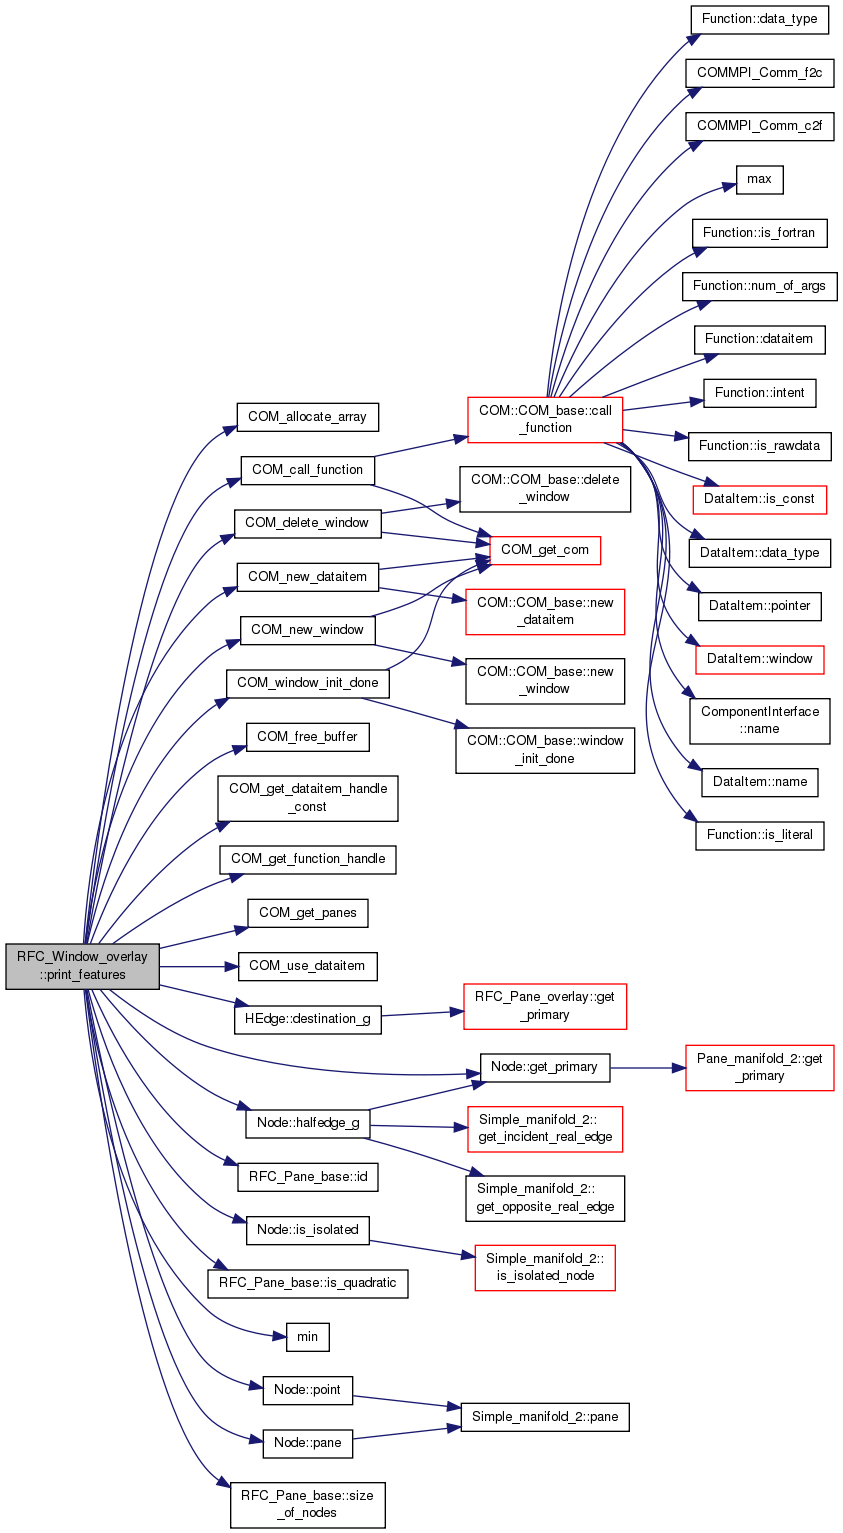 Function::data_type
COMMPI_Comm_f2c
COMMPI_Comm_c2f
max
Function::is_fortran
Function::num_of_args
Function::dataitem
Function::intent
COM::COM_base::call
_function
COM_allocate_array
Function::is_rawdata
COM_call_function
COM::COM_base::delete
_window
DataItem::is_const
COM_delete_window
COM_get_com
DataItem::data_type
COM_new_dataitem
COM::COM_base::new
_dataitem
DataItem::pointer
COM_new_window
DataItem::window
COM_window_init_done
COM::COM_base::new
_window
ComponentInterface
::name
COM_free_buffer
COM::COM_base::window
_init_done
DataItem::name
COM_get_dataitem_handle
_const
Function::is_literal
COM_get_function_handle
COM_get_panes
RFC_Window_overlay
::print_features
COM_use_dataitem
HEdge::destination_g
RFC_Pane_overlay::get
_primary
Node::get_primary
Pane_manifold_2::get
_primary
Node::halfedge_g
Simple_manifold_2::
get_incident_real_edge
RFC_Pane_base::id
Simple_manifold_2::
get_opposite_real_edge
Node::is_isolated
Simple_manifold_2::
is_isolated_node
RFC_Pane_base::is_quadratic
min
Node::point
Simple_manifold_2::pane
Node::pane
RFC_Pane_base::size
_of_nodes